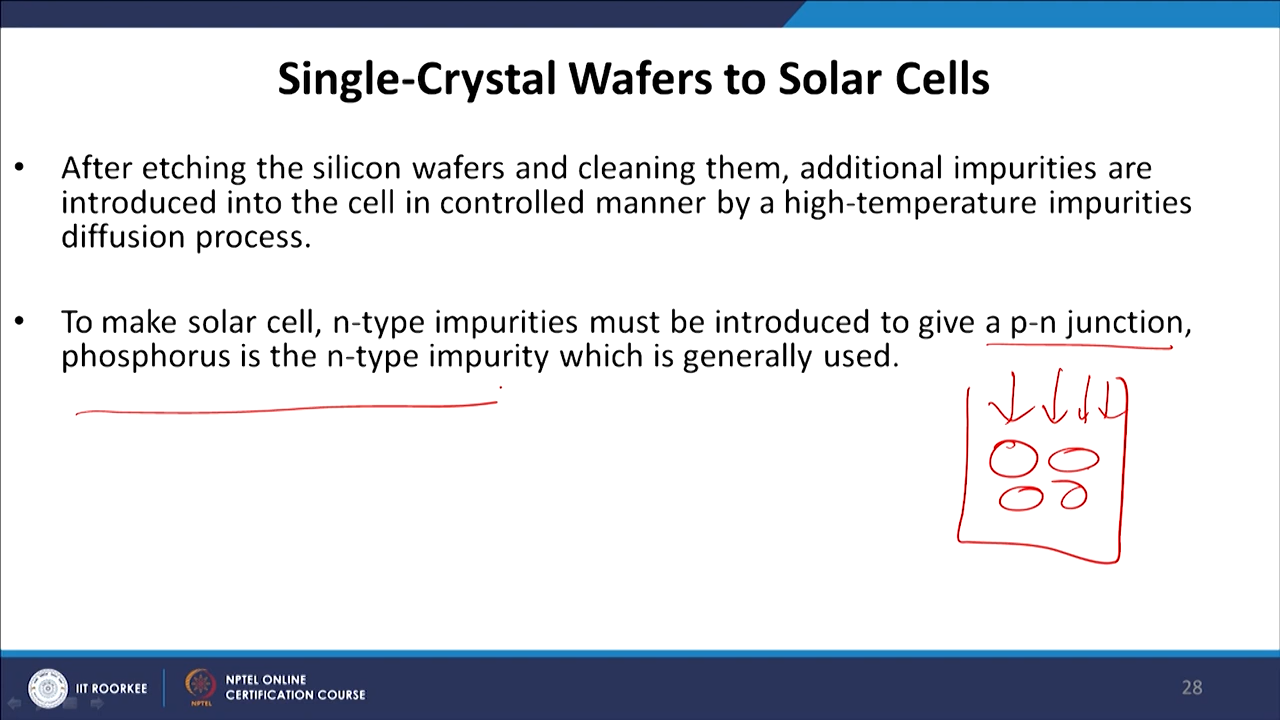 Single-Crystal Wafers to Solar Cells
• After etching the silicon wafers and cleaning them, additional impurities are
introduced into the cell in controlled manner by a high-temperature impurities
diffusion process.
• To make solar cell, n-type impurities must be introduced to give a p-n junction,
phosphorus is the n-type impurity which is generally used.
IIT ROORKEE
NPTEL
NPTEL ONLINE
CERTIFICATION COURSE
28